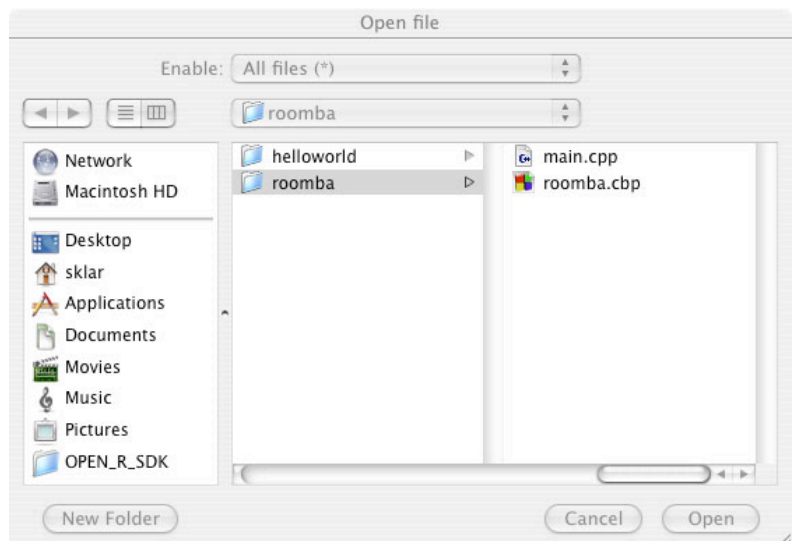 Open file
Enable: All files (*)
roomba
Network
Macintosh HD
Desktop
sklar
Applications
Documents
Movies
Music
Pictures
OPEN_R_SDK
helloworld
roomba
main.cpp
roomba.cbp
New Folder
Cancel
Open